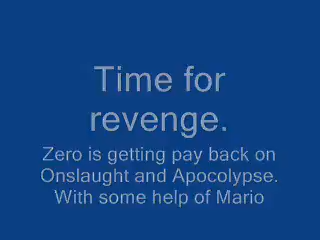 Time for
revenge.
Zero is getting pay back on
Onslaught and Apocolypse.
With some help of Mario